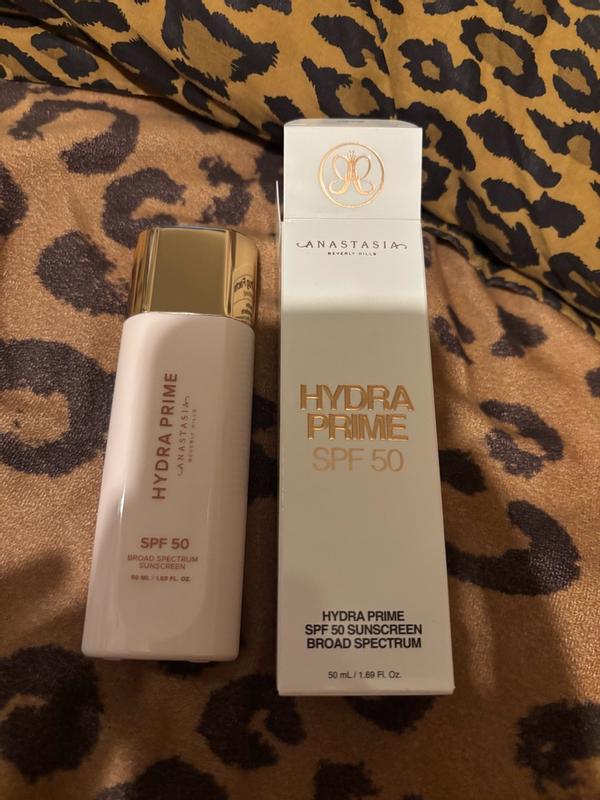 HYDRA PRIME
ANASTASIA
BEVERLY HILLS
SPF 50
BROAD SPECTRUM
SUNSCREEN
50 ML / 1.69 FL. OZ.
ANASTASIA
BEVERLY HILLS
HYDRA
PRIME
SPF 50
HYDRA PRIME
SPF 50 SUNSCREEN
BROAD SPECTRUM
50 mL / 1.69 Fl. Oz.